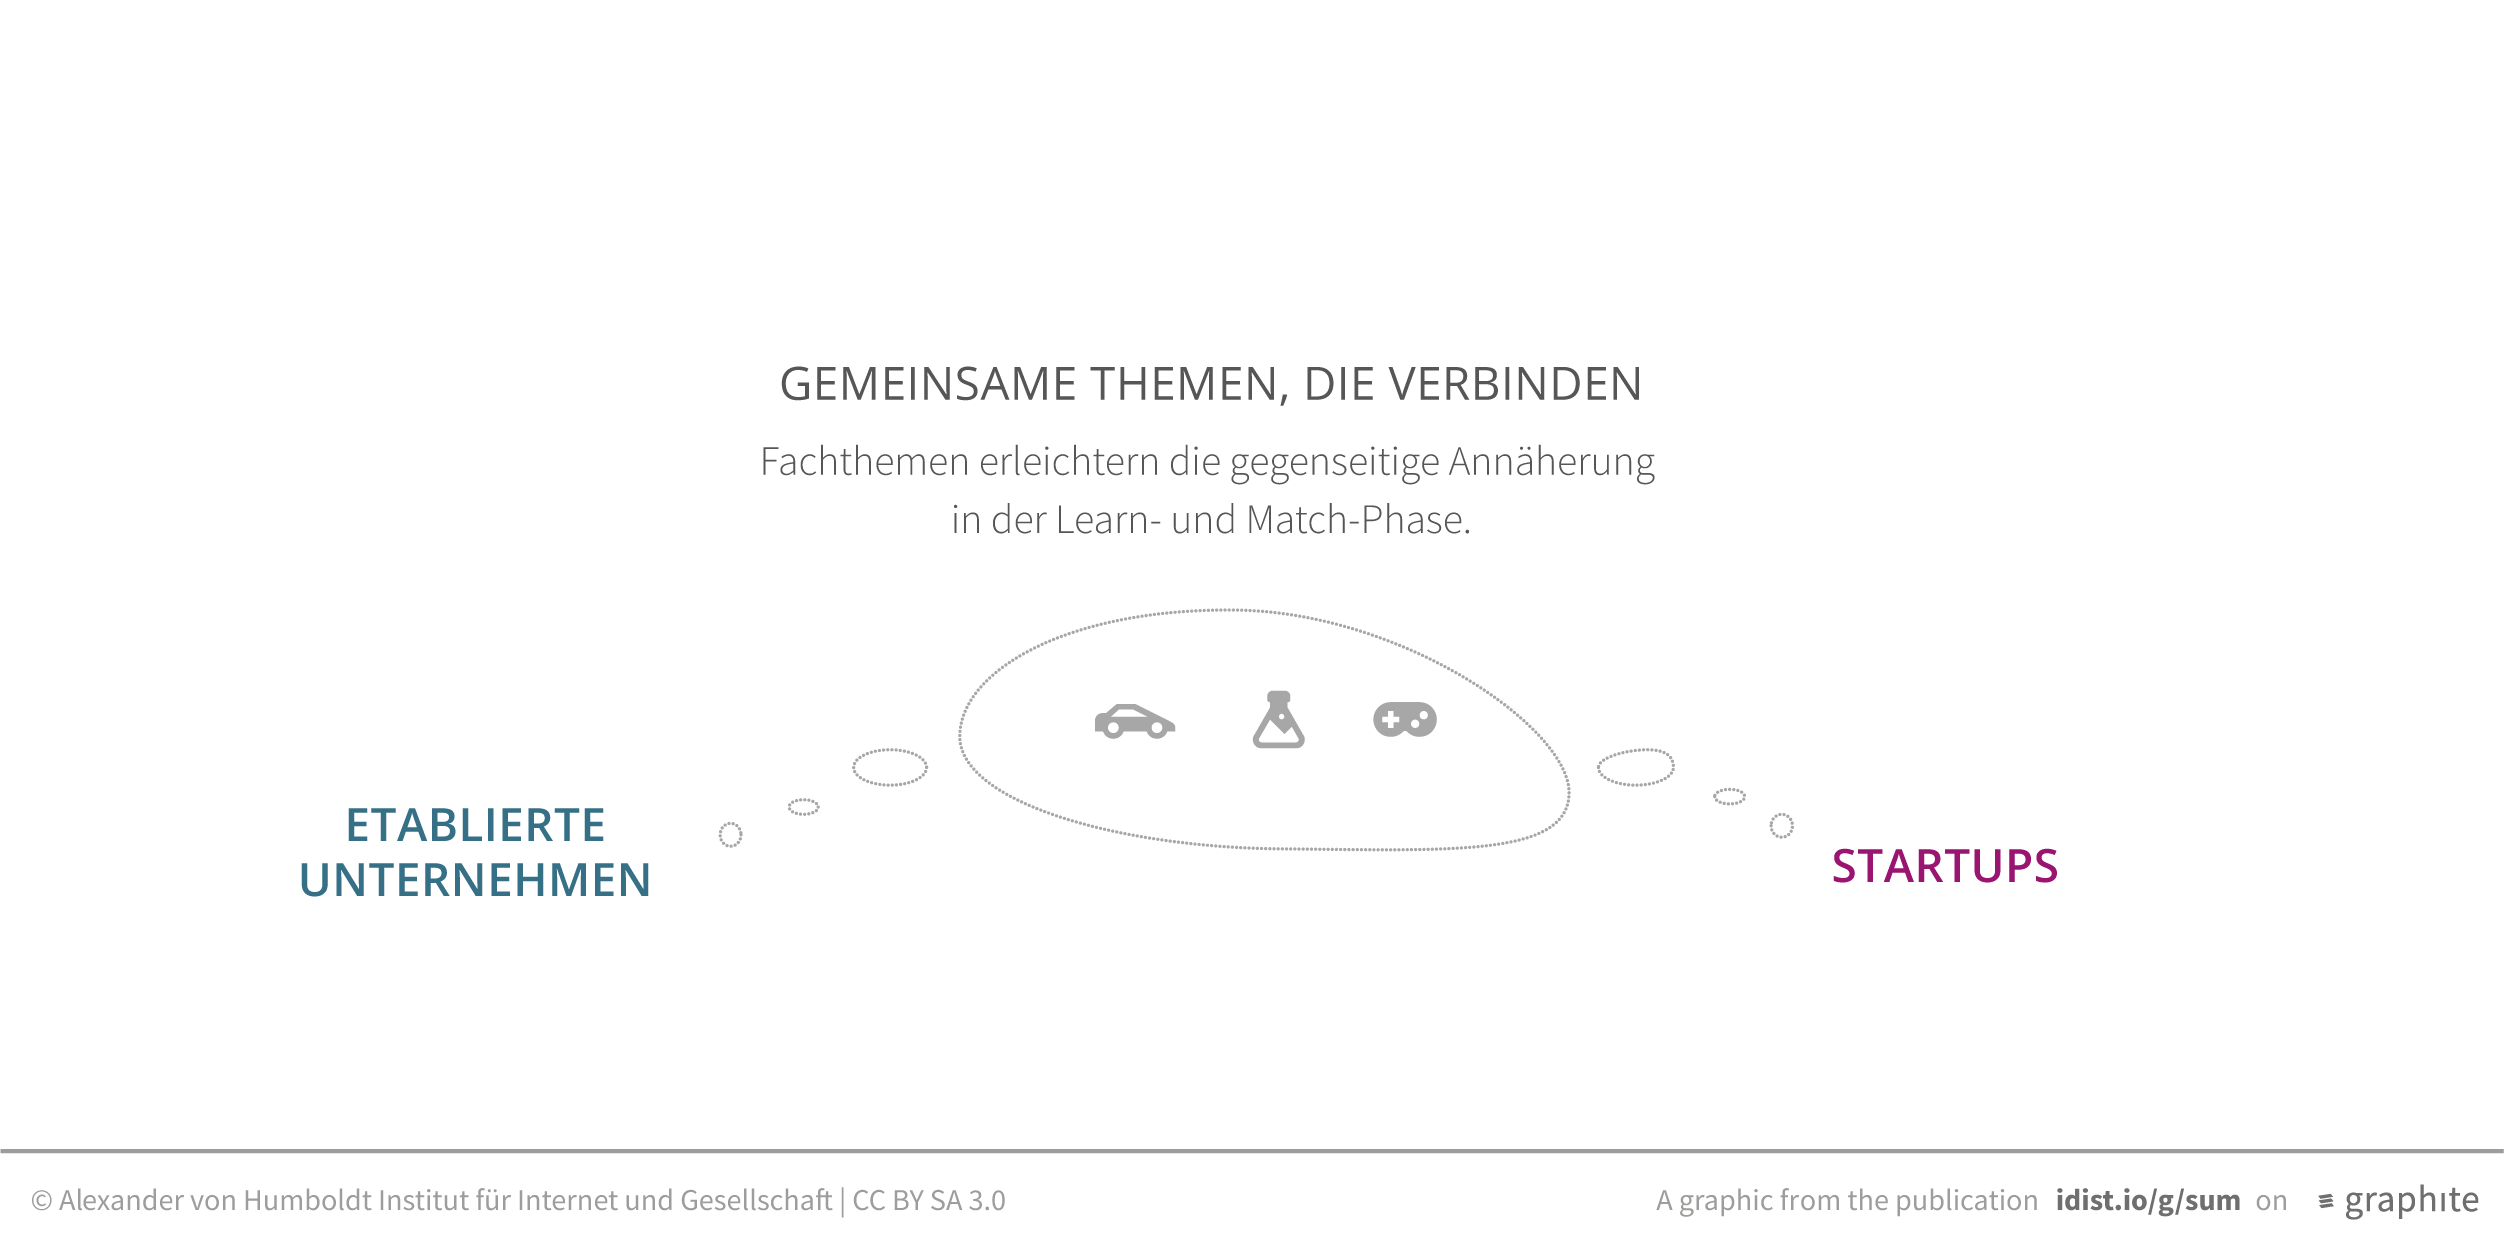 GEMEINSAME THEMEN, DIE VERBINDEN
Fachthemen erleichtern die gegenseitige Annäherung
in der Learn- und Match-Phase.
ETABLIERTE
UNTERNEHMEN
STARTUPS
© Alexander von Humboldt Institut für Internet und Gesellschaft | CC BY SA 3.0
A graphic from the publication idist.io/g/sum on graphite